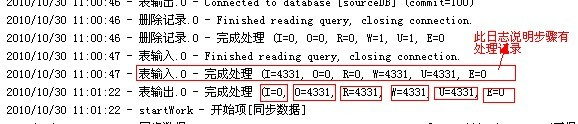 2010/10/30 11:00:46 - 表输出.0 - Connected to database [sourceDB] (commit=100)
2010/10/30 11:00:46 - 删除记录.0 - Finished reading query, closing connection.
2010/10/30 11:00:46 - 删除记录.0 - 完成处理 (I=0, O=0, R=0, W=1, U=1, E=0
2010/10/30 11:00:47 - 表输入.0 - Finished reading query, closing connection.
2010/10/30 11:00:47 - 表输入.0 - 完成处理 (I=4331, O=0, R=0, W=4331, U=4331, E=0
2010/10/30 11:01:22 - 表输出.0 - 完成处理 (I=0, O=4331, R=4331, W=4331, U=4331, E=0
2010/10/30 11:01:22 - startWork - 开始项[同步数据]
此日志说明步骤有
处理记录